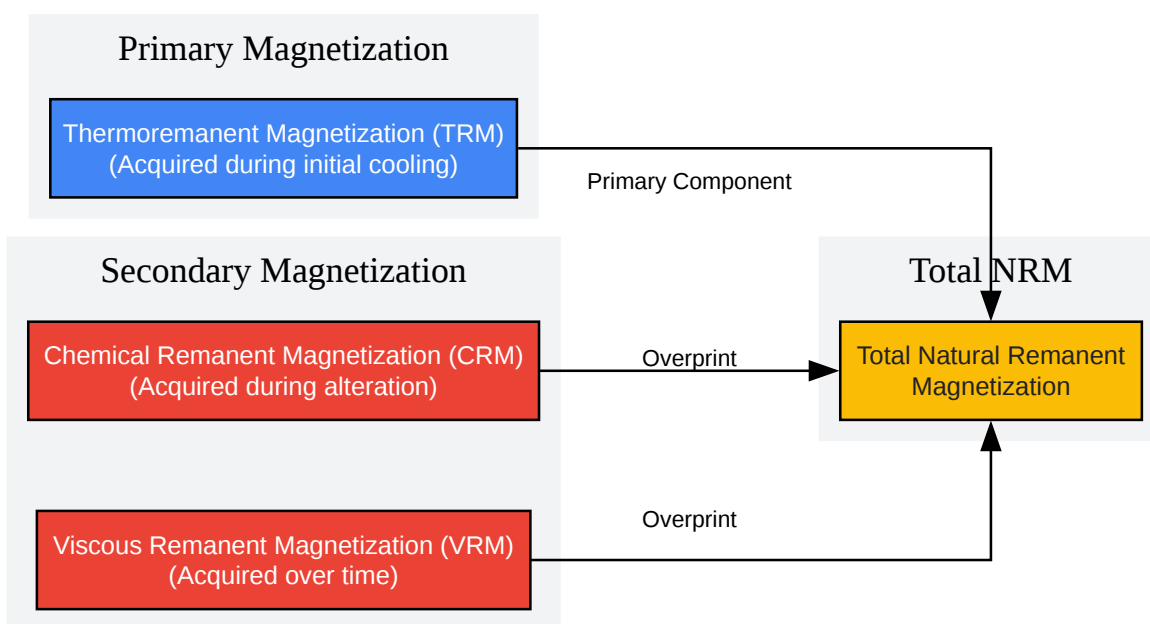 Primary Magnetization
Thermoremanent Magnetization (TRM)
(Acquired during initial cooling)
Primary Component
Secondary Magnetization
Total NRM
Chemical Remanent Magnetization (CRM)
(Acquired during alteration)
Overprint
Total Natural Remanent
Magnetization
Viscous Remanent Magnetization (VRM)
(Acquired over time)
Overprint